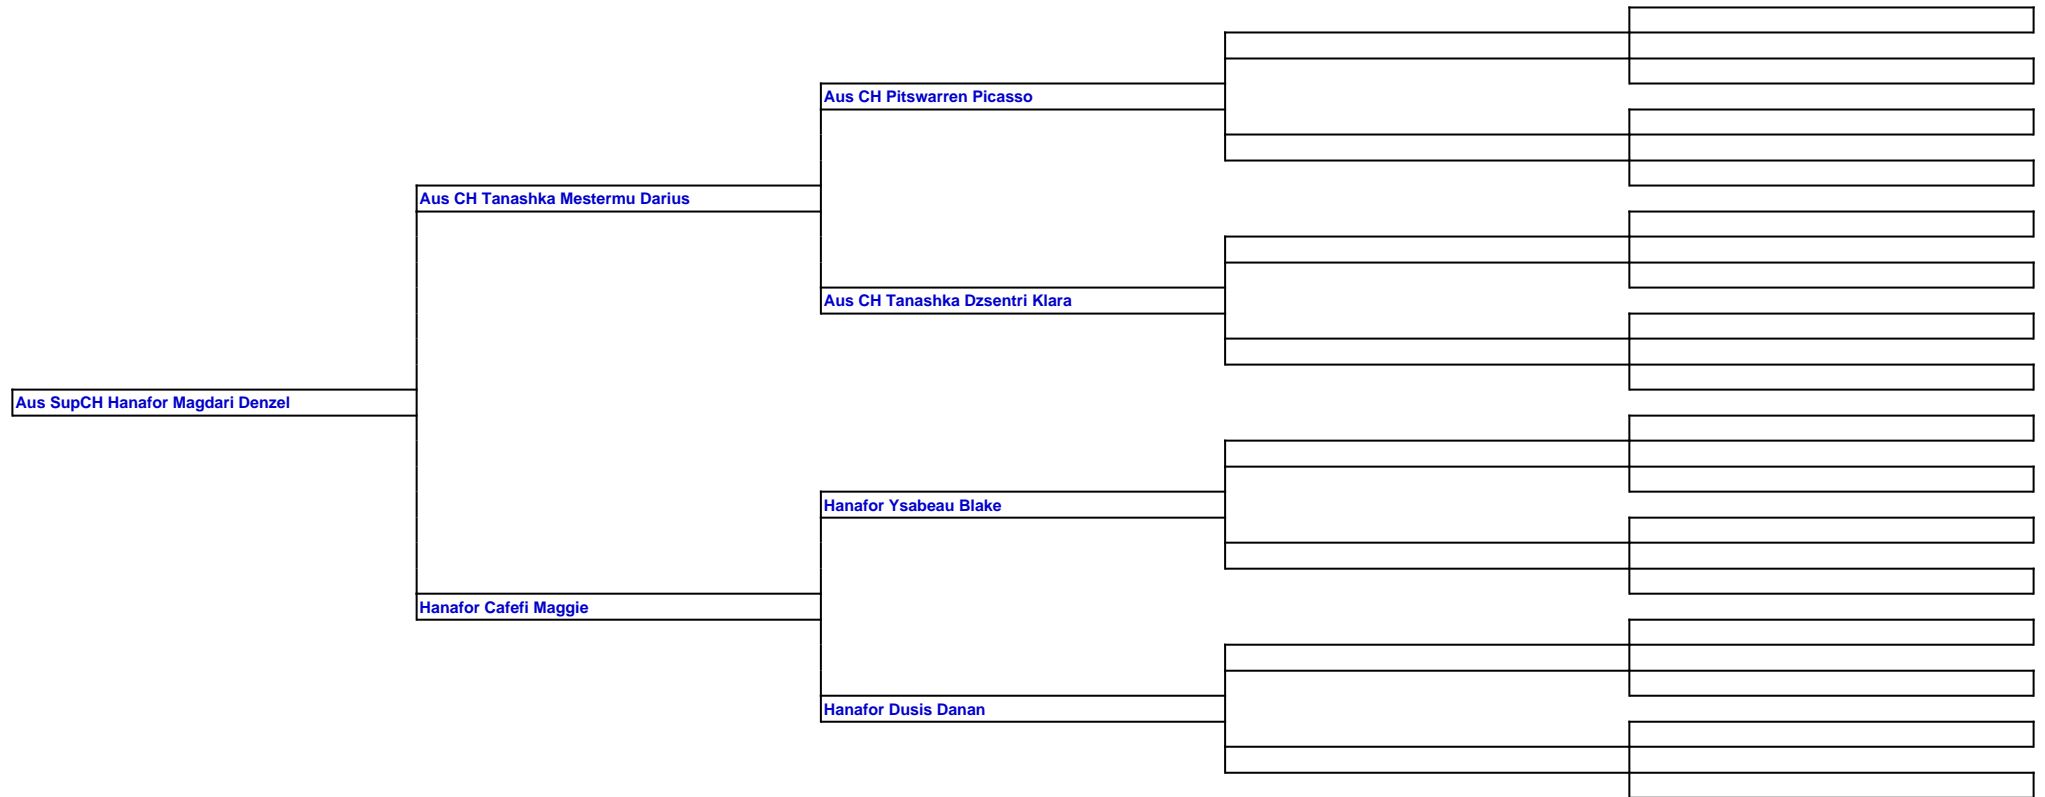 Aus CH Pitswarren Picasso
Aus CH Tanashka Mestermu Darius
Aus CH Tanashka Dzsentri Klara
Aus SupCH Hanafor Magdari Denzel
Hanafor Ysabeau Blake
Hanafor Cafefi Maggie
Hanafor Dusis Danan